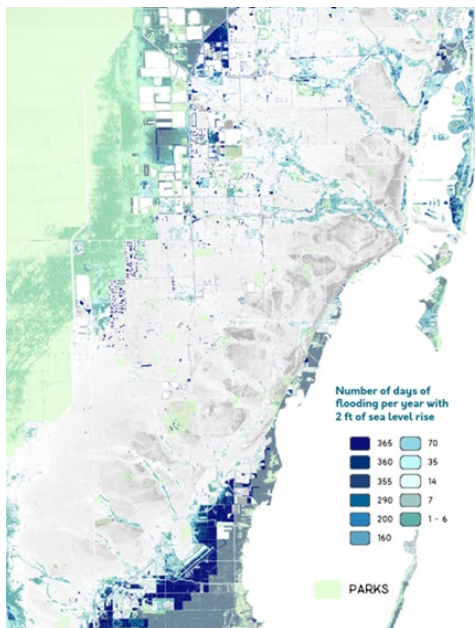 Number of days of
flooding per year with
2 ft of sea level rise
365 70
360 35
355 14
290 7
200 1 - 6
160
PARKS